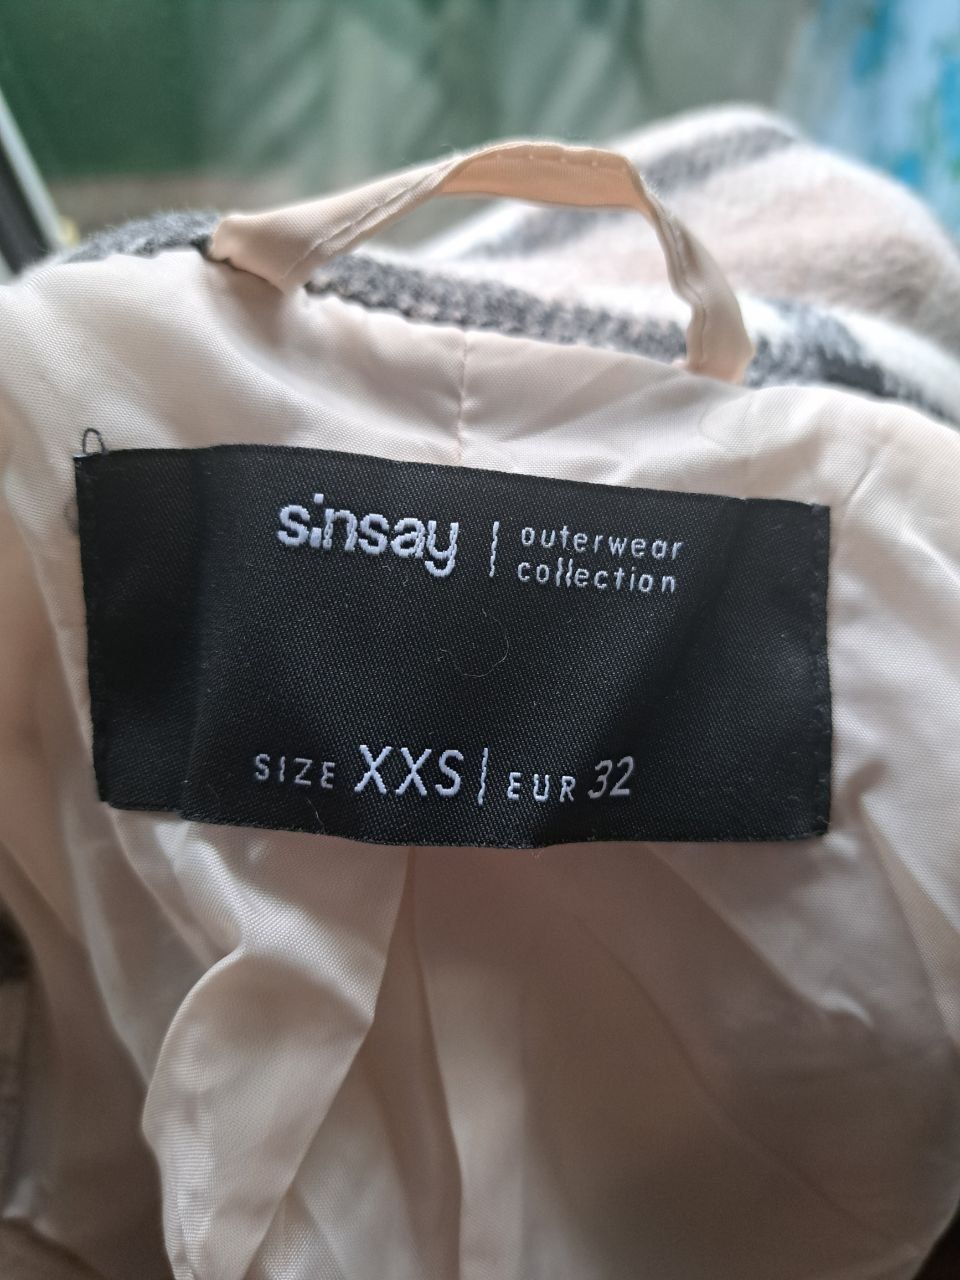 sinsay | outerwear
collection
SIZE XXS | EUR 32